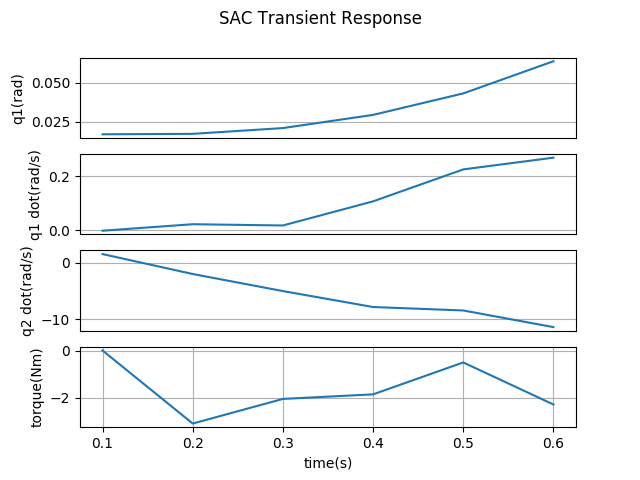 SAC Transient Response
q1(rad)
0.050
0.025
q1 dot(rad/s)
0.2
0.0
q2 dot(rad/s)
0
−10
torque(Nm)
0
−2
0.1 0.2 0.3 0.4 0.5 0.6
time(s)